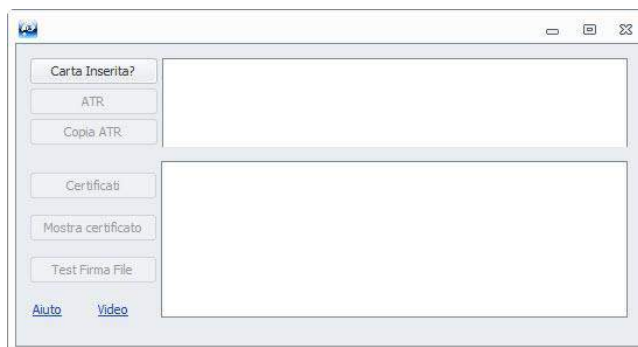 Carta Inserita?
ATR
Copia ATR
Certificati
Mostra certificato
Test Firma File
Aiuto Video